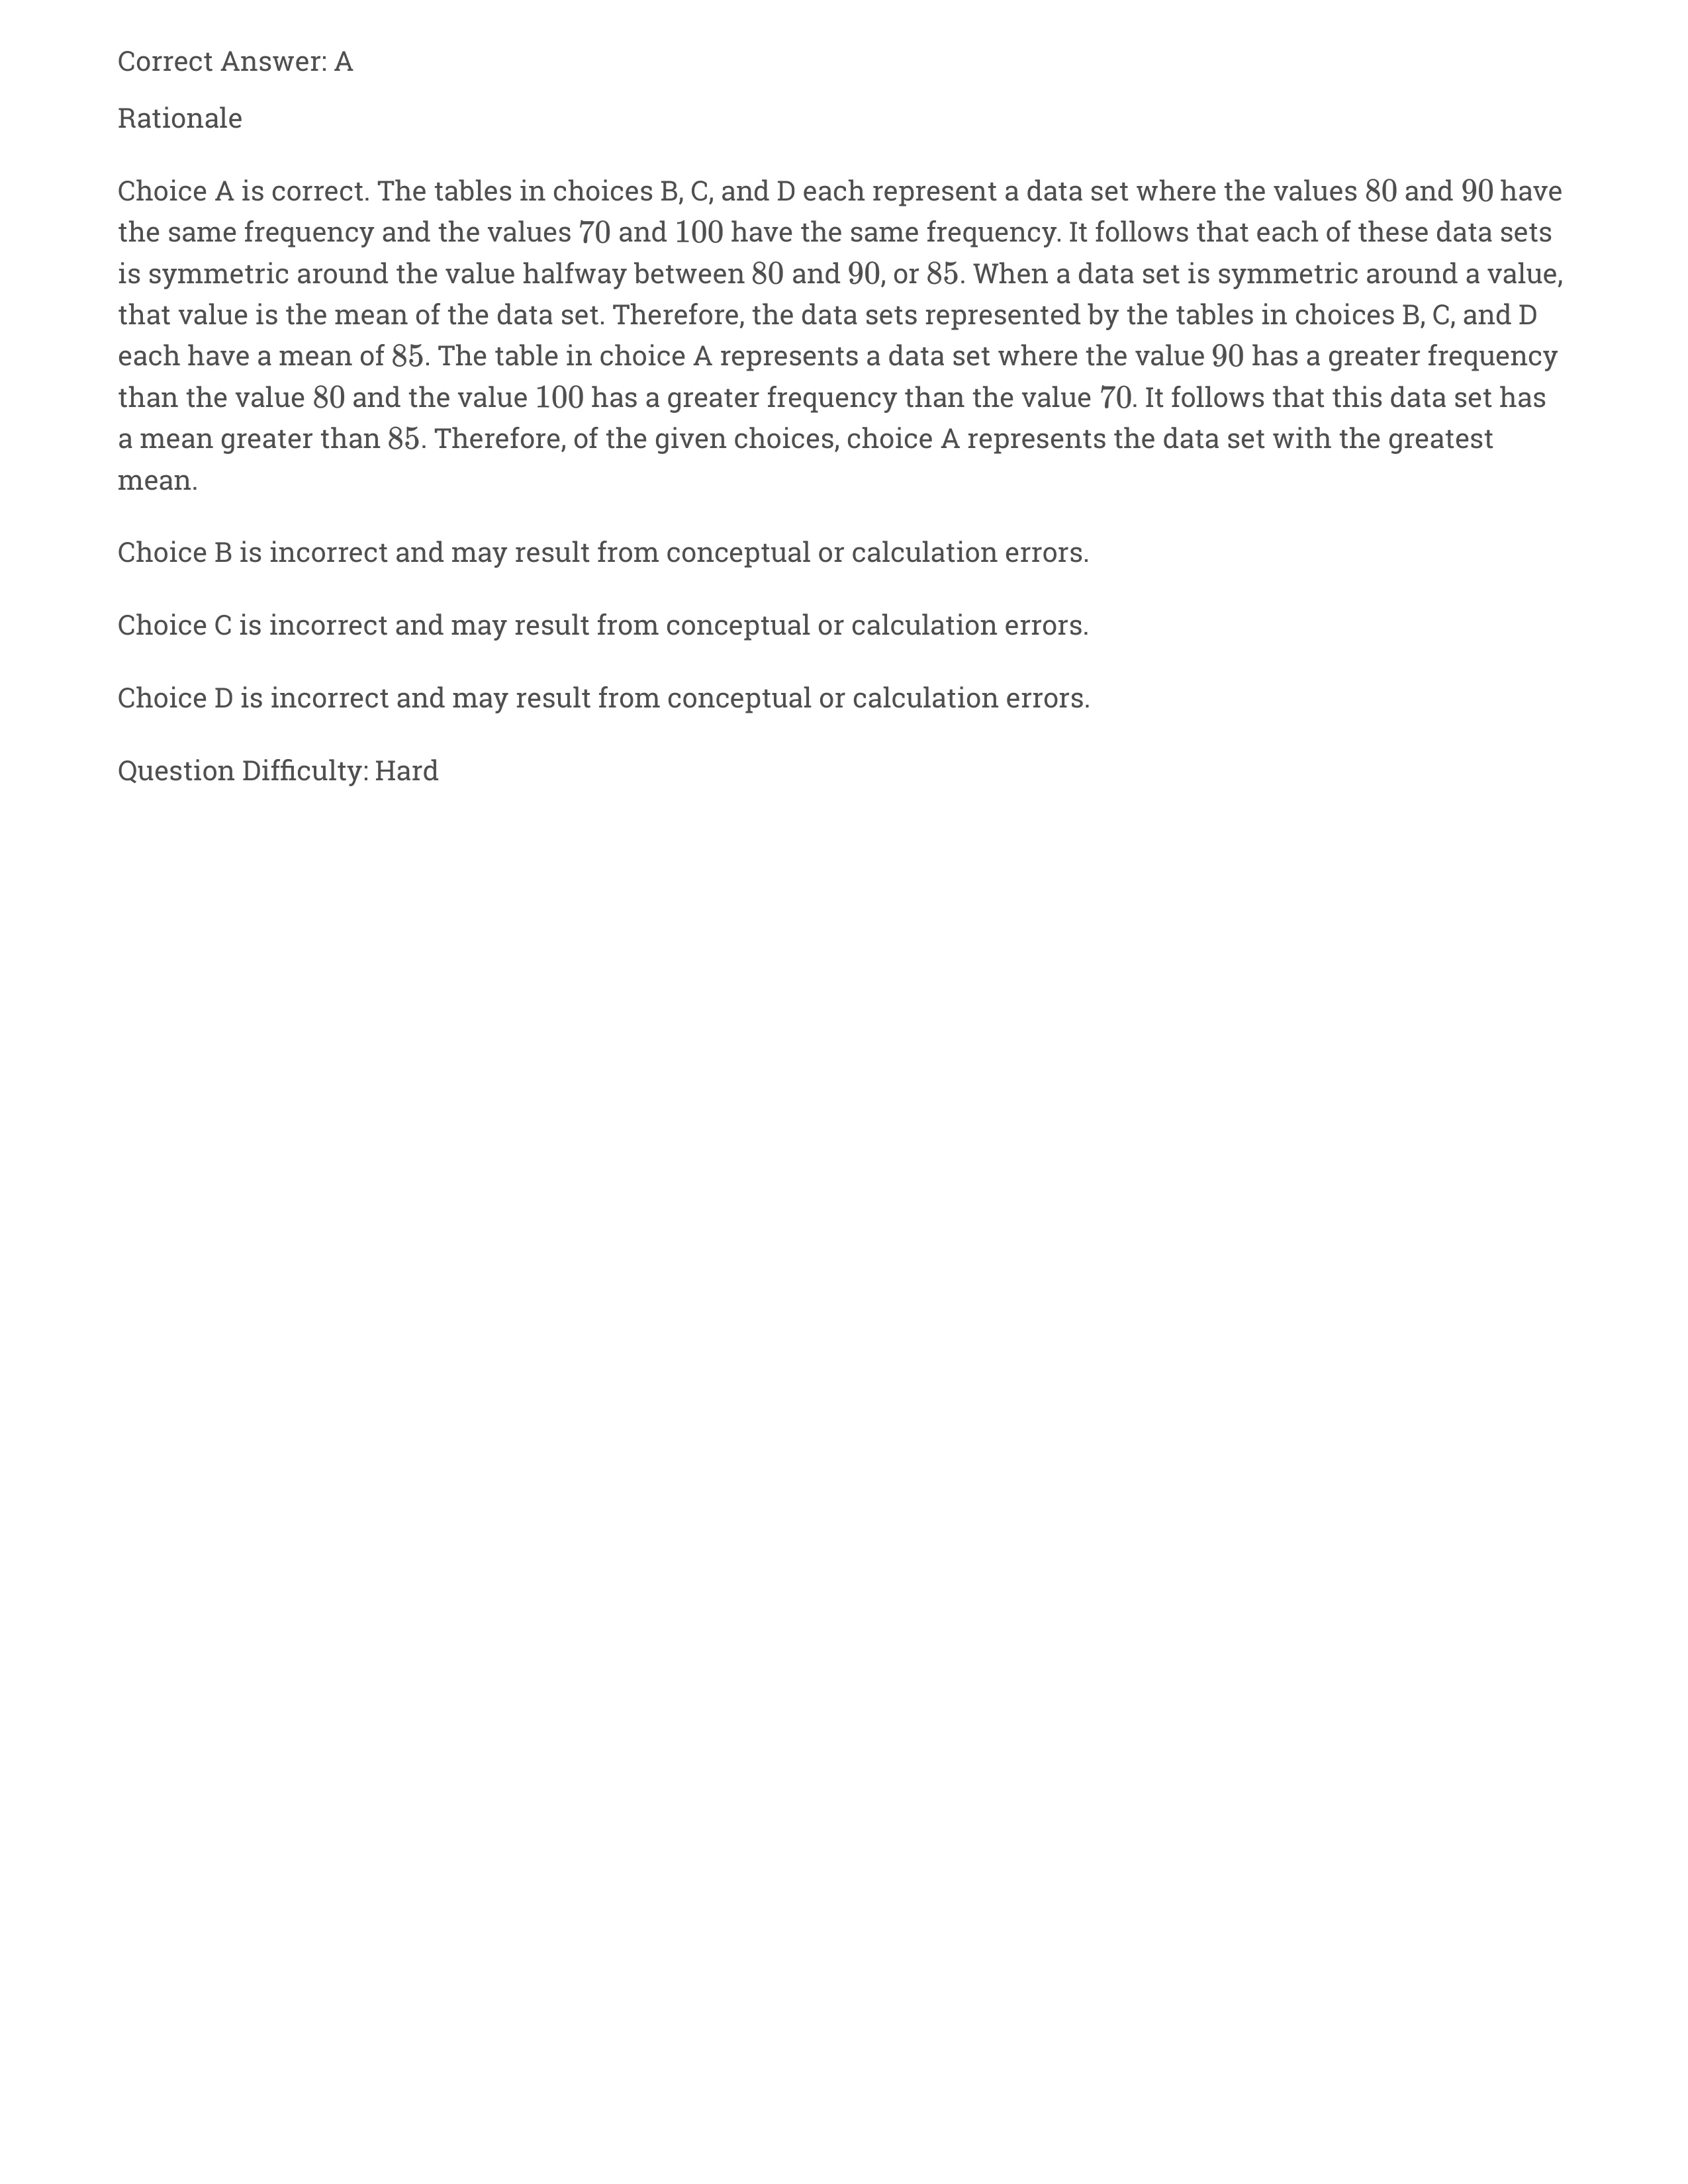 Correct Answer: A
Rationale
Choice A is correct. The tables in choices B, C, and D each represent a data set where the values 80 and 90 have
the same frequency and the values 70 and 100 have the same frequency. It follows that each of these data sets
is symmetric around the value halfway between 80 and 90, or 85. When a data set is symmetric around a value,
that value is the mean of the data set. Therefore, the data sets represented by the tables in choices B, C, and D
each have a mean of 85. The table in choice A represents a data set where the value 90 has a greater frequency
than the value 80 and the value 100 has a greater frequency than the value 70. It follows that this data set has
a mean greater than 85. Therefore, of the given choices, choice A represents the data set with the greatest
mean.
Choice B is incorrect and may result from conceptual or calculation errors.
Choice C is incorrect and may result from conceptual or calculation errors.
Choice D is incorrect and may result from conceptual or calculation errors.
Question Difficulty: Hard